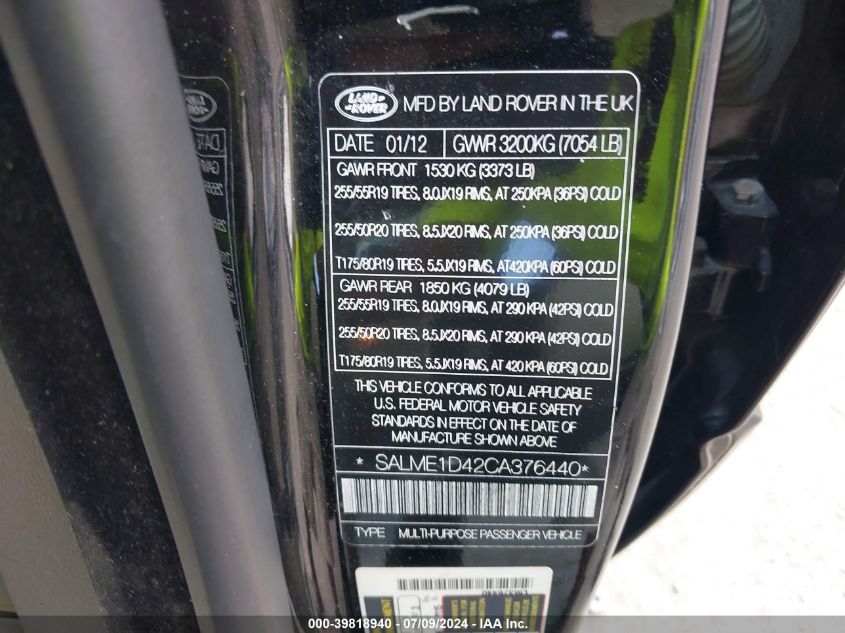 LAND ROVER MFD BY LAND ROVER IN THE UK
DATE 01/12 GWWR 3200KG (7054 LB)
GAWR FRONT 1530 KG (3373 LB)
255/55R19 TIRES, 8.0JX19 RIMS, AT 250KPA (36PSI) COLD
255/50R20 TIRES, 8.5JX20 RIMS, AT 250KPA (36PSI) COLD
T175/80R19 TIRES, 5.5JX19 RIMS, AT420KPA (60PSI) COLD
GAWR REAR 1850 KG (4079 LB)
255/55R19 TIRES, 8.0JX19 RIMS, AT 290 KPA (42PSI) COLD
255/50R20 TIRES, 8.5JX20 RIMS, AT 290 KPA (42PSI) COLD
T175/80R19 TIRES, 5.5JX19 RIMS, AT 420 KPA (60PSI) COLD
THIS VEHICLE CONFORMS TO ALL APPLICABLE
U.S. FEDERAL MOTOR VEHICLE SAFETY
STANDARDS IN EFFECT ON THE DATE OF
MANUFACTURE SHOWN ABOVE
* SALME1D42CA376440*
TYPE MULTI-PURPOSE PASSENGER VEHICLE
000-39818940 - 07/09/2024 - IAA Inc.